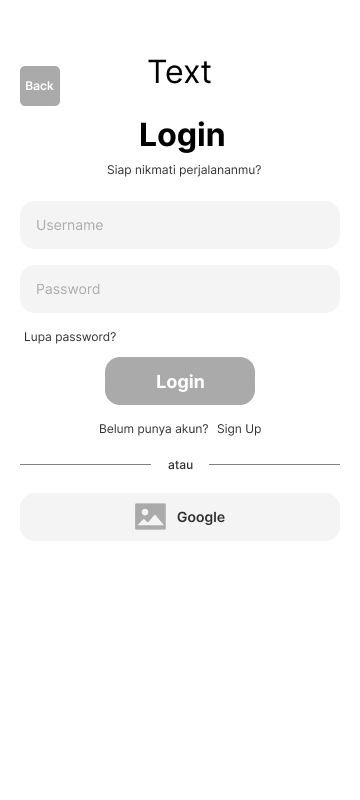 Text
Back
Login
Siap nikmati perjalananmu?
Username
Password
Lupa password?
Login
Belum punya akun? Sign Up
atau
Google